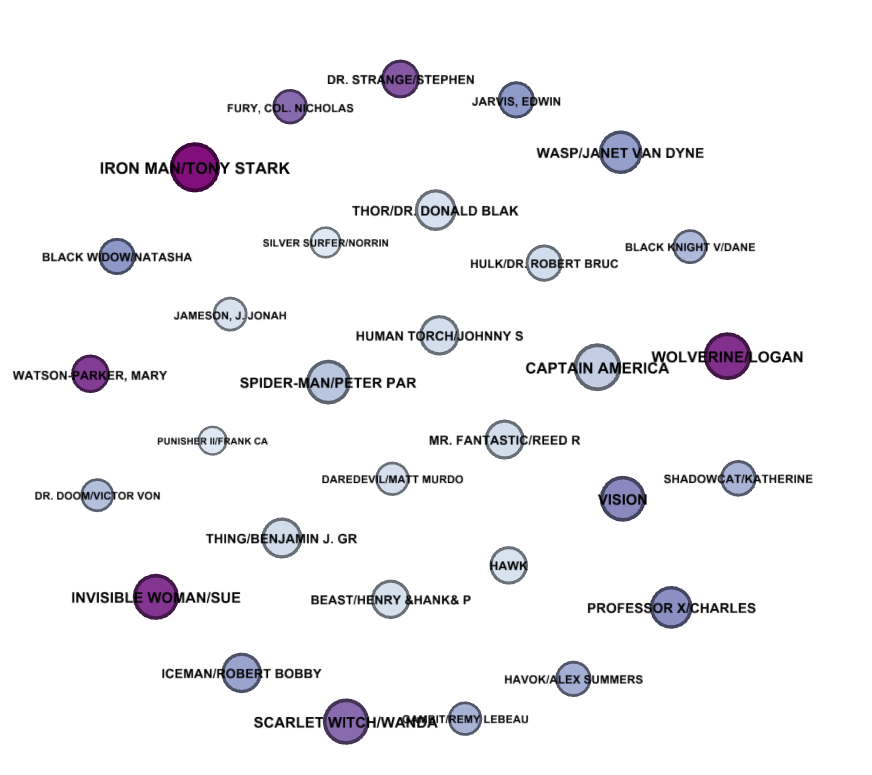 DR. STRANGE/STEPHEN
FURY, COL. NICHOLAS
JARVIS, EDWIN
WASP/JANET VAN DYNE
IRON MAN/TONY STARK
THOR/DR. DONALD BLAK
SILVER SURFER/NORRIN
BLACK KNIGHT V/DANE
BLACK WIDOW/NATASHA
HULK/DR. ROBERT BRUC
JAMESON, J. JONAH
HUMAN TORCH/JOHNNY S
WOLVERINE/LOGAN
CAPTAIN AMERICA
WATSON-PARKER, MARY
SPIDER-MAN/PETER PAR
PUNISHER II/FRANK CA
MR. FANTASTIC/REED R
DAREDEVIL/MATT MURDO
SHADOWCAT/KATHERINE
DR. DOOM/VICTOR VON
VISION
THING/BENJAMIN J. GR
HAWK
INVISIBLE WOMAN/SUE
BEAST/HENRY &HANK& P
PROFESSOR X/CHARLES
ICEMAN/ROBERT BOBBY
HAVOK/ALEX SUMMERS
SCARLET WITCH/WANDA
GAMBIT/REMY LEBEAU